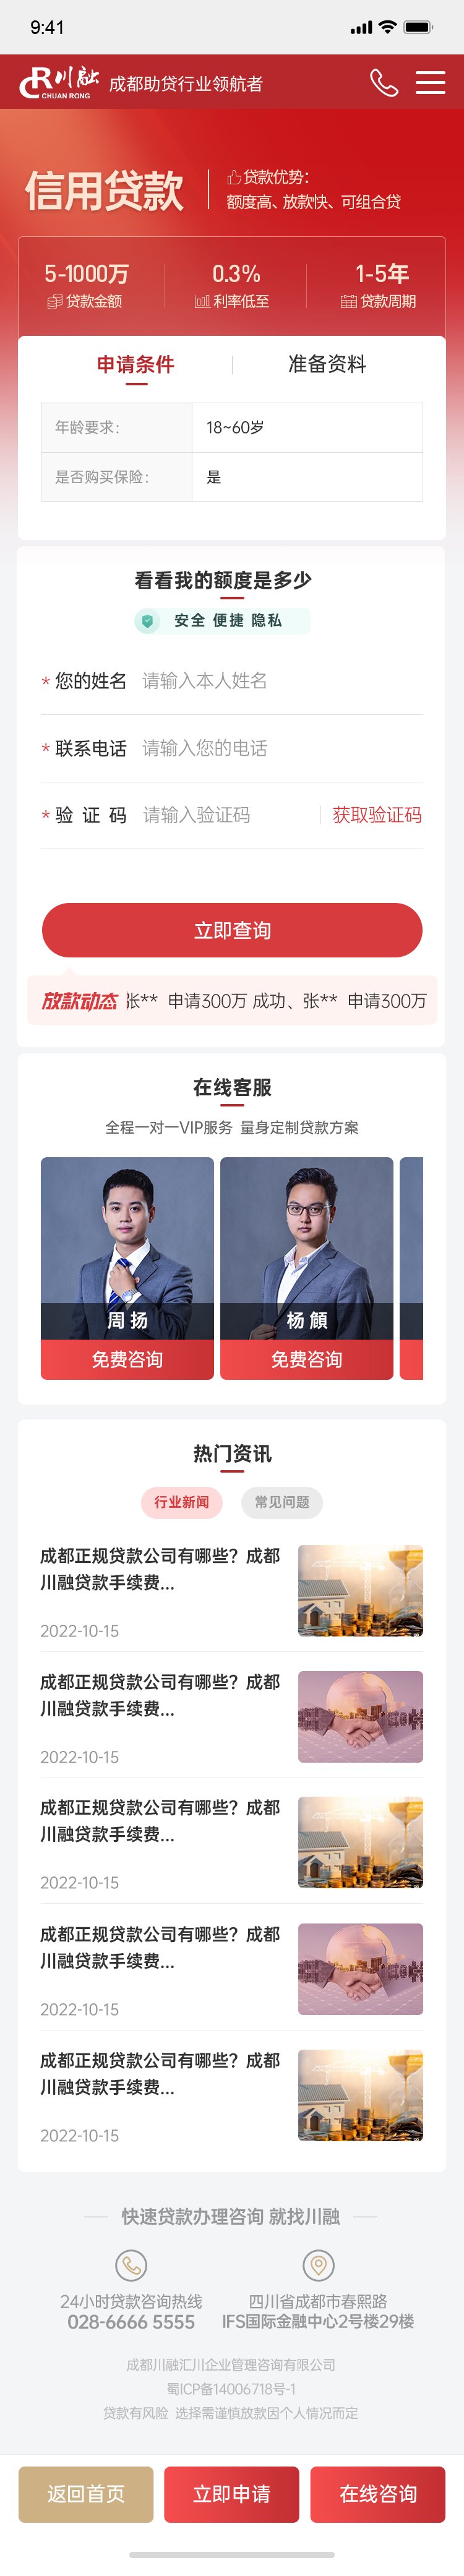 9:41
川融
CHUAN RONG
成都助贷行业领航者
信用贷款
贷款优势：
额度高、放款快、可组合贷
5-1000万
0.3%
1-5年
贷款金额
利率低至
贷款周期
申请条件
准备资料
年龄要求：
18~60岁
是否购买保险：
是
看看我的额度是多少
安全 便捷 隐私
* 您的姓名 请输入本人姓名
* 联系电话 请输入您的电话
* 验 证 码 请输入验证码 获取验证码
立即查询
放款动态 张** 申请300万 成功、张** 申请300万
在线客服
全程一对一VIP服务 量身定制贷款方案
周 扬
杨 頠
免费咨询
免费咨询
热门资讯
行业新闻
常见问题
成都正规贷款公司有哪些？成都
川融贷款手续费...
2022-10-15
成都正规贷款公司有哪些？成都
川融贷款手续费...
2022-10-15
成都正规贷款公司有哪些？成都
川融贷款手续费...
2022-10-15
成都正规贷款公司有哪些？成都
川融贷款手续费...
2022-10-15
成都正规贷款公司有哪些？成都
川融贷款手续费...
2022-10-15
快速贷款办理咨询 就找川融
24小时贷款咨询热线
028-6666 5555
四川省成都市春熙路
IFS国际金融中心2号楼29楼
成都川融汇川企业管理咨询有限公司
蜀ICP备14006718号-1
贷款有风险 选择需谨慎放款因个人情况而定
返回首页
立即申请
在线咨询